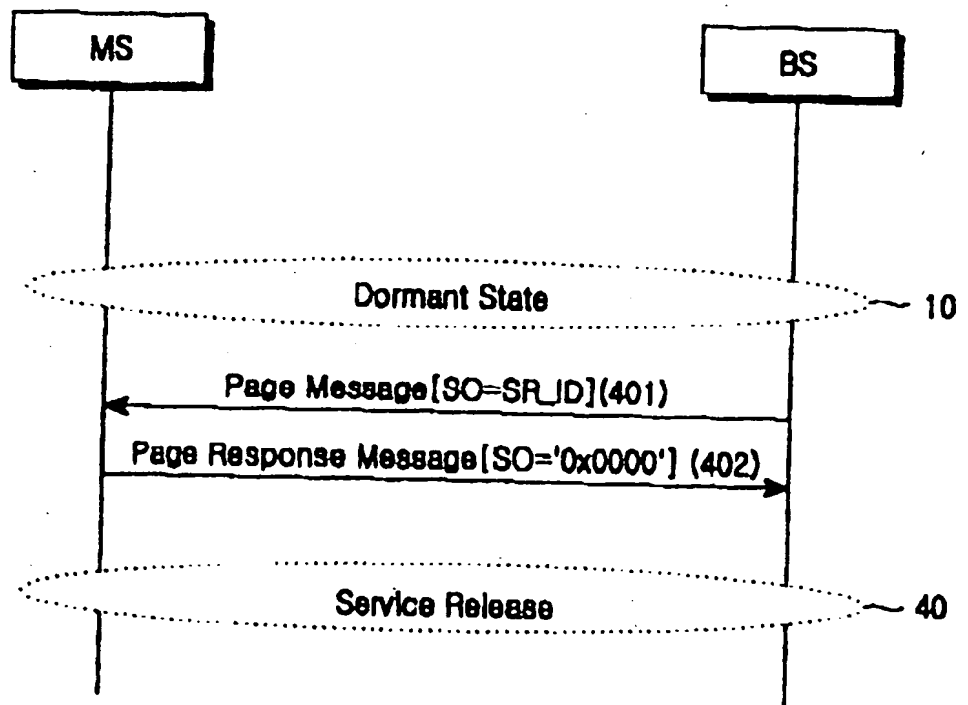 MS
BS
Dormant State
10
Page Message[SO=SR_ID](401)
Page Response Message[SO='0x0000'] (402)
Service Release
40